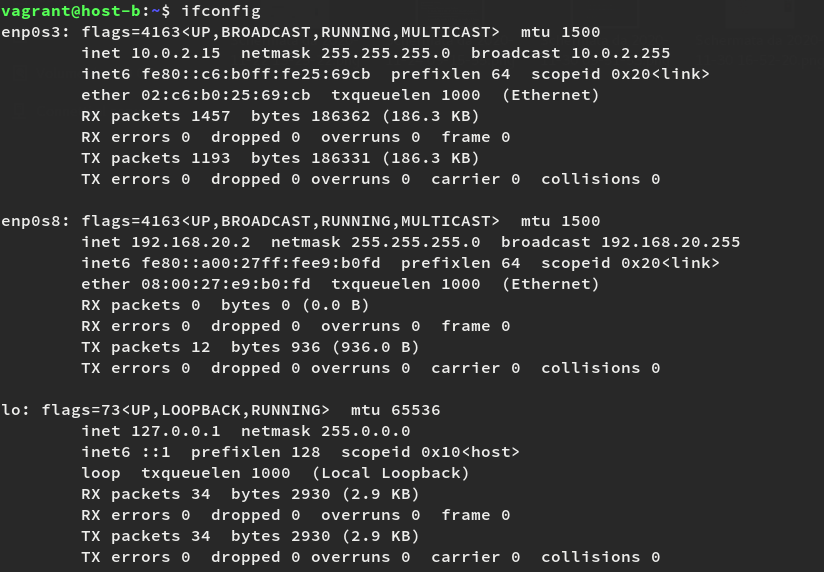 vagrant@host-b:~$ ifconfig
enp0s3: flags=4163<UP,BROADCAST,RUNNING,MULTICAST>  mtu 1500
        inet 10.0.2.15  netmask 255.255.255.0  broadcast 10.0.2.255
        inet6 fe80::c6:b0ff:fe25:69cb  prefixlen 64  scopeid 0x20<link>
        ether 02:c6:b0:25:69:cb  txqueuelen 1000  (Ethernet)
        RX packets 1457  bytes 186362 (186.3 KB)
        RX errors 0  dropped 0  overruns 0  frame 0
        TX packets 1193  bytes 186331 (186.3 KB)
        TX errors 0  dropped 0 overruns 0  carrier 0  collisions 0

enp0s8: flags=4163<UP,BROADCAST,RUNNING,MULTICAST>  mtu 1500
        inet 192.168.20.2  netmask 255.255.255.0  broadcast 192.168.20.255
        inet6 fe80::a00:27ff:fee9:b0fd  prefixlen 64  scopeid 0x20<link>
        ether 08:00:27:e9:b0:fd  txqueuelen 1000  (Ethernet)
        RX packets 0  bytes 0 (0.0 B)
        RX errors 0  dropped 0  overruns 0  frame 0
        TX packets 12  bytes 936 (936.0 B)
        TX errors 0  dropped 0 overruns 0  carrier 0  collisions 0

lo: flags=73<UP,LOOPBACK,RUNNING>  mtu 65536
        inet 127.0.0.1  netmask 255.0.0.0
        inet6 ::1  prefixlen 128  scopeid 0x10<host>
        loop  txqueuelen 1000  (Local Loopback)
        RX packets 34  bytes 2930 (2.9 KB)
        RX errors 0  dropped 0  overruns 0  frame 0
        TX packets 34  bytes 2930 (2.9 KB)
        TX errors 0  dropped 0 overruns 0  carrier 0  collisions 0